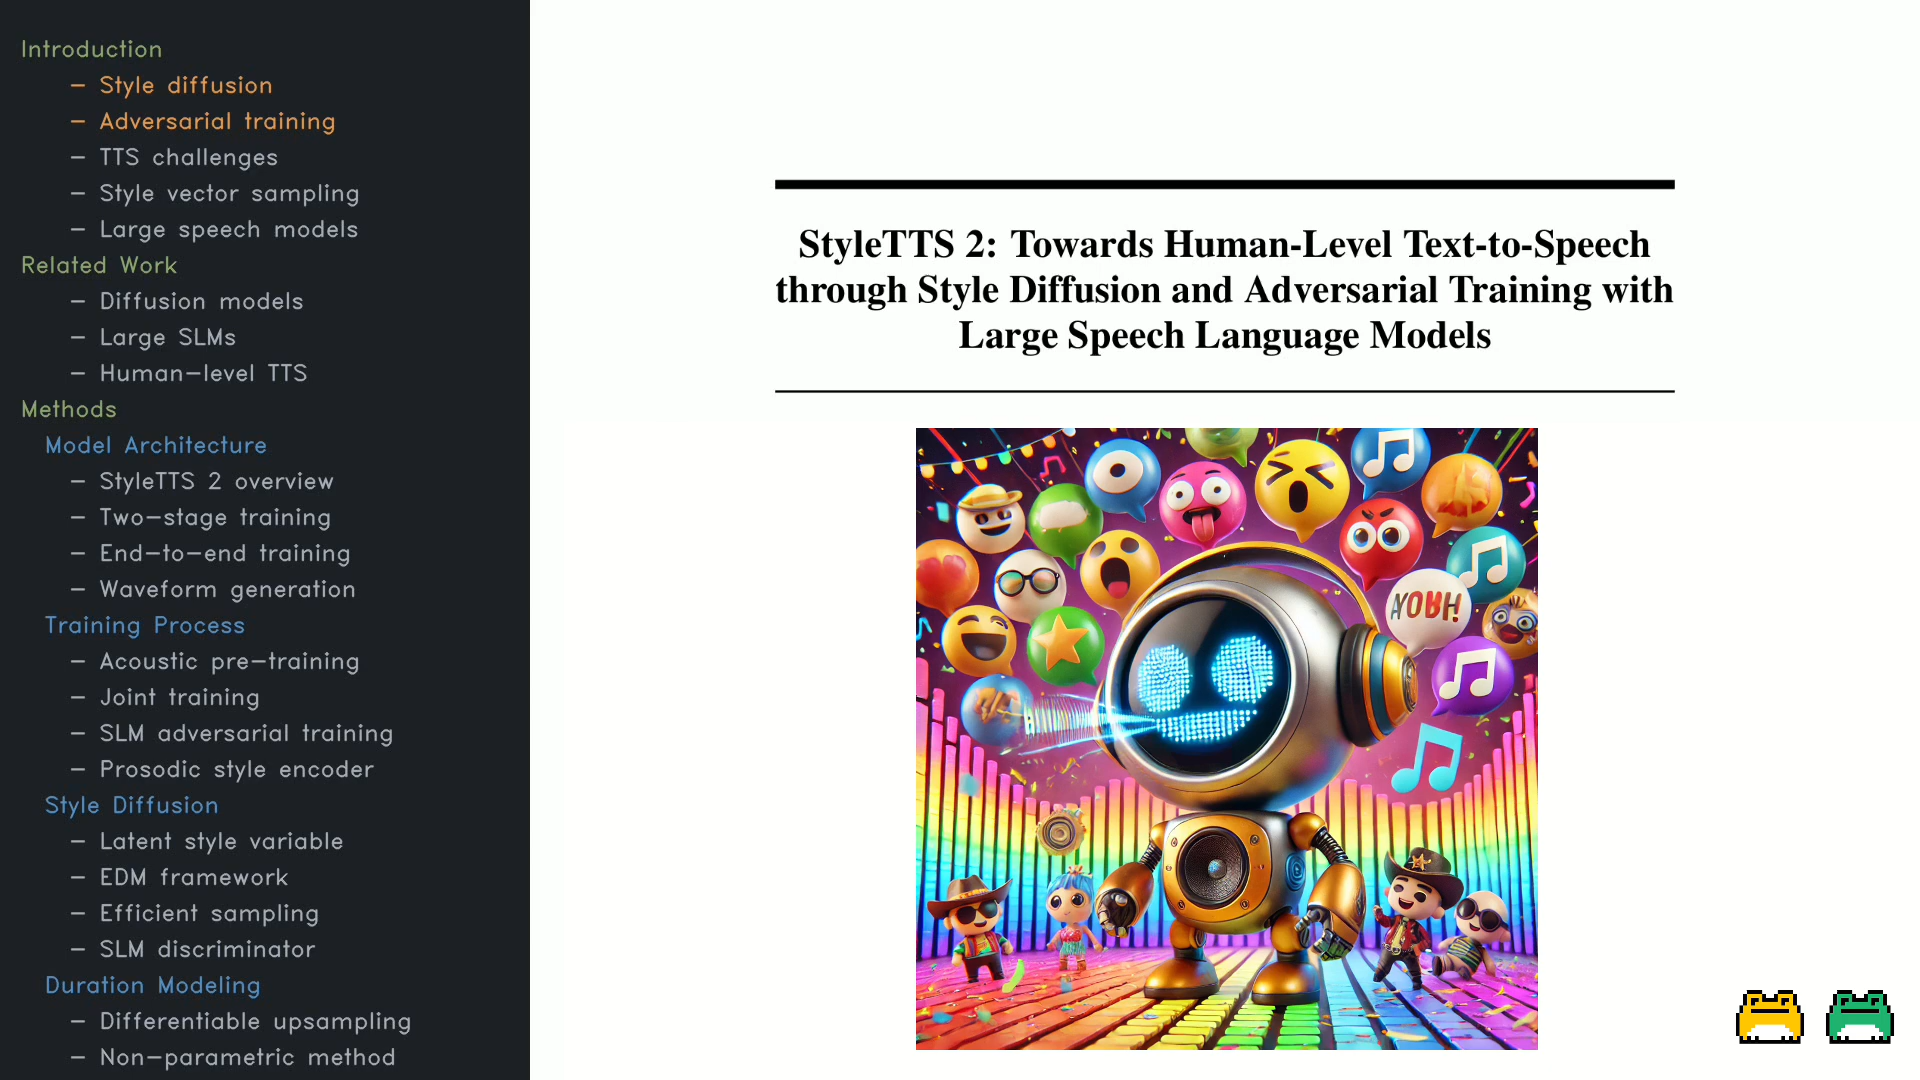 Introduction
– Style diffusion
– Adversarial training
– TTS challenges
– Style vector sampling
– Large speech models
Related Work
– Diffusion models
– Large SLMs
– Human–level TTS
Methods
Model Architecture
– StyleTTS 2 overview
– Two–stage training
– End–to–end training
– Waveform generation
Training Process
– Acoustic pre–training
– Joint training
– SLM adversarial training
– Prosodic style encoder
Style Diffusion
– Latent style variable
– EDM framework
– Efficient sampling
– SLM discriminator
Duration Modeling
– Differentiable upsampling
– Non–parametric method
StyleTTS 2: Towards Human-Level Text-to-Speech
through Style Diffusion and Adversarial Training with
Large Speech Language Models